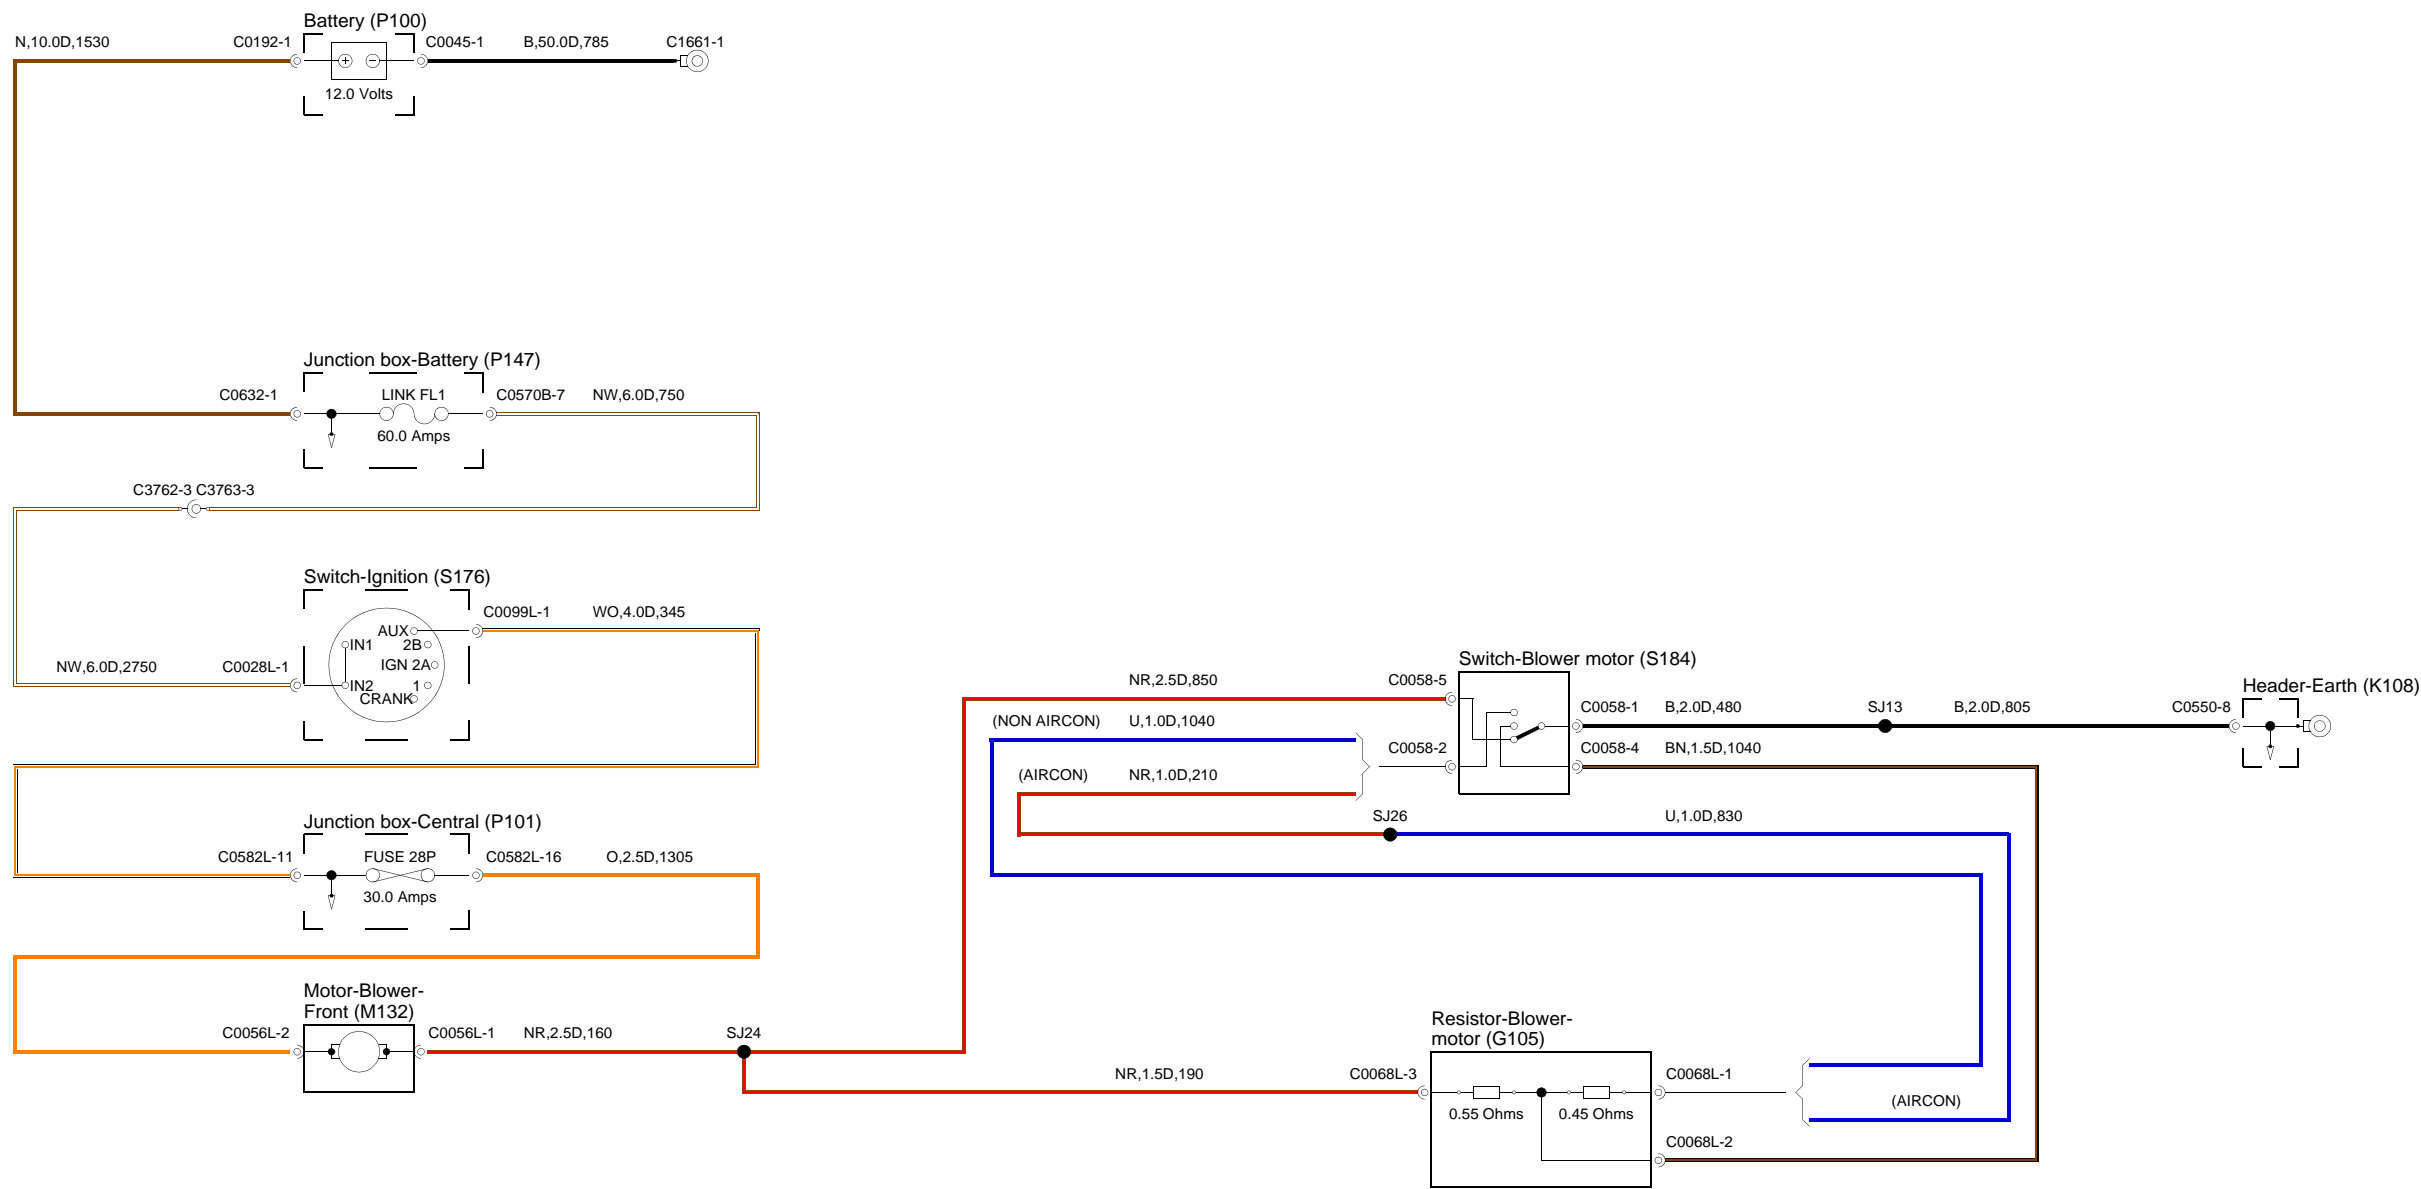 Battery (P100)
N,10.0D,1530
C0192-1
C0045-1
B,50.0D,785
C1661-1
12.0 Volts
Junction box-Battery (P147)
C0632-1
LINK FL1
C0570B-7
NW,6.0D,750
60.0 Amps
C3762-3 C3763-3
Switch-Ignition (S176)
C0099L-1
WO,4.0D,345
AUX
IN1
2B
IGN 2A
NW,6.0D,2750
C0028L-1
IN2
1
CRANK
Switch-Blower motor (S184)
NR,2.5D,850
C0058-5
Header-Earth (K108)
(NON AIRCON)
U,1.0D,1040
C0058-1
B,2.0D,480
SJ13
B,2.0D,805
C0550-8
C0058-2
C0058-4
BN,1.5D,1040
(AIRCON)
NR,1.0D,210
SJ26
U,1.0D,830
Junction box-Central (P101)
C0582L-11
FUSE 28P
C0582L-16
O,2.5D,1305
30.0 Amps
Motor-Blower-
Front (M132)
C0056L-2
C0056L-1
NR,2.5D,160
SJ24
Resistor-Blower-
motor (G105)
NR,1.5D,190
C0068L-3
C0068L-1
0.55 Ohms
0.45 Ohms
(AIRCON)
C0068L-2